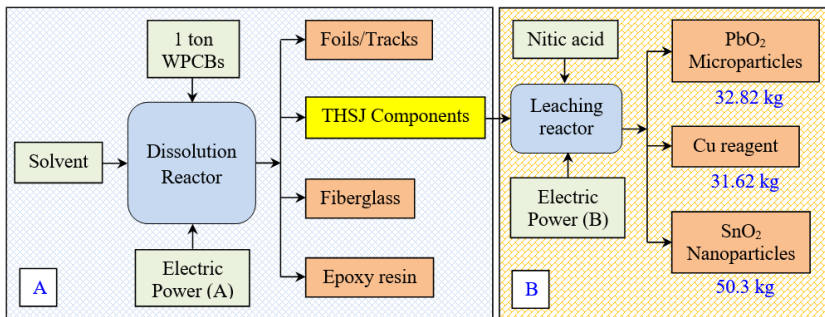 1 ton
WPCBs
Solvent
Dissolution
Reactor
Electric
Power (A)
Foils/Tracks
THSJ Components
Fiberglass
Epoxy resin
A
Nitic acid
Leaching
reactor
Electric
Power (B)
PbO₂
Microparticles
32.82 kg
Cu reagent
31.62 kg
SnO₂
Nanoparticles
50.3 kg
B